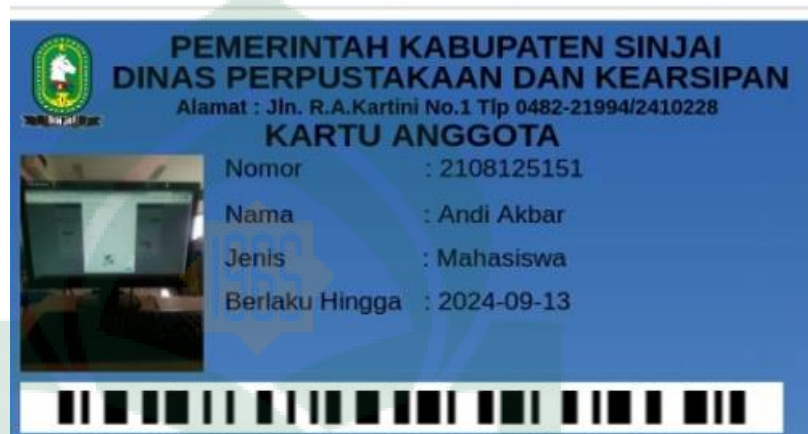 PEMERINTAH KABUPATEN SINJAI
DINAS PERPUSTAKAAN DAN KEARSIPAN
Alamat : Jln. R.A.Kartini No.1 Tlp 0482-21994/2410228
KARTU ANGGOTA
Nomor : 2108125151
Nama : Andi Akbar
Jenis : Mahasiswa
Berlaku Hingga : 2024-09-13